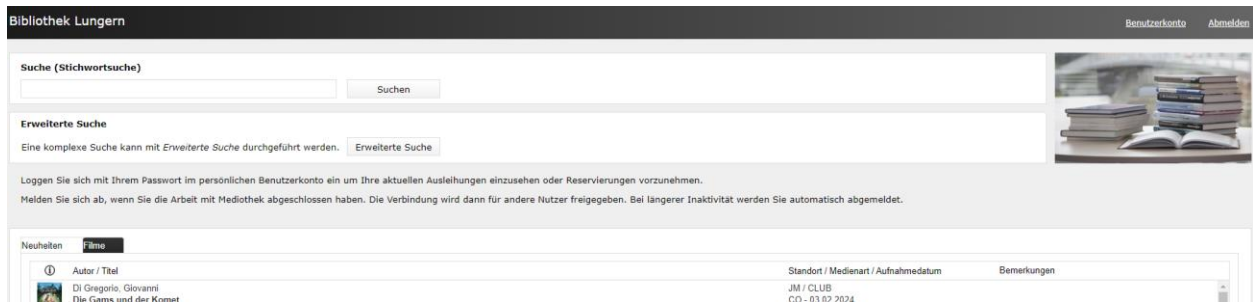 Bibliothek Lungern
Benutzerkonto Abmelden
Suche (Stichwortsuche)
Suchen
Erweiterte Suche
Eine komplexe Suche kann mit Erweiterte Suche durchgeführt werden. Erweiterte Suche
Loggen Sie sich mit Ihrem Passwort im persönlichen Benutzerkonto ein um Ihre aktuellen Ausleihungen einzusehen oder Reservierungen vorzunehmen.
Melden Sie sich ab, wenn Sie die Arbeit mit Mediothek abgeschlossen haben. Die Verbindung wird dann für andere Nutzer freigegeben. Bei längerer Inaktivität werden Sie automatisch abgemeldet.
Neuheiten Filme
Autor / Titel Standort / Medienart / Aufnahmedatum Bemerkungen
Di Gregorio, Giovanni JM / CLUB
Die Gams und der Komet CO - 03.02.2024